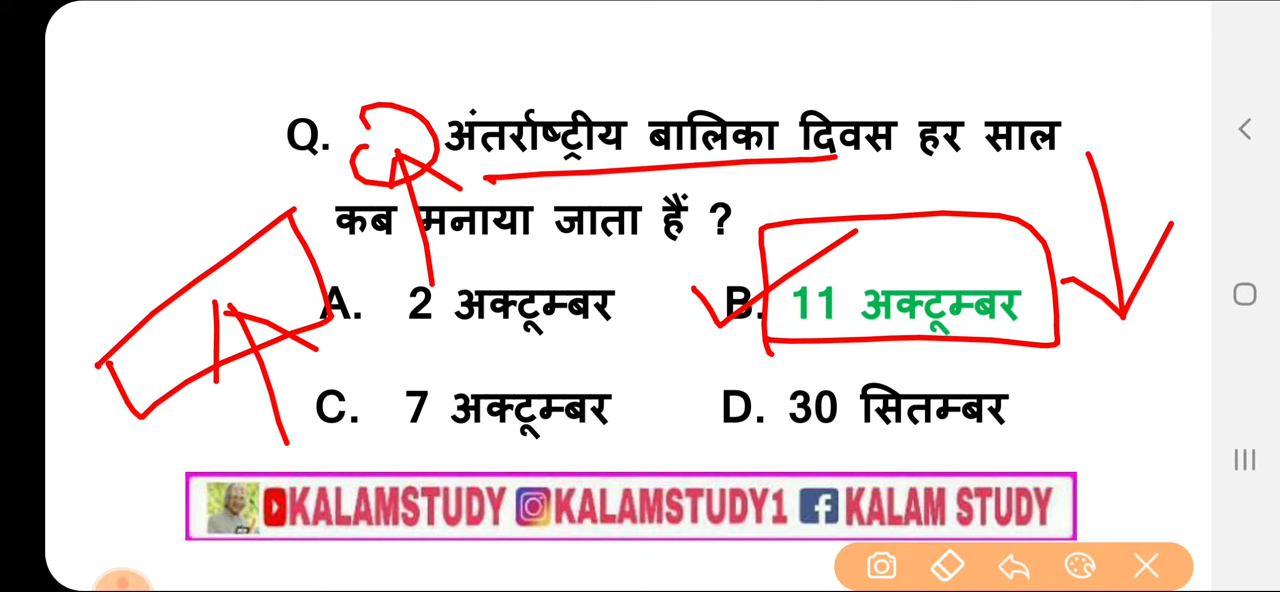 Q. अंतर्राष्ट्रीय बालिका दिवस हर साल
कब मनाया जाता हैं ?
A. 2 अक्टूम्बर B. 11 अक्टूम्बर
C. 7 अक्टूम्बर D. 30 सितम्बर
KALAMSTUDY KALAMSTUDY1 KALAM STUDY